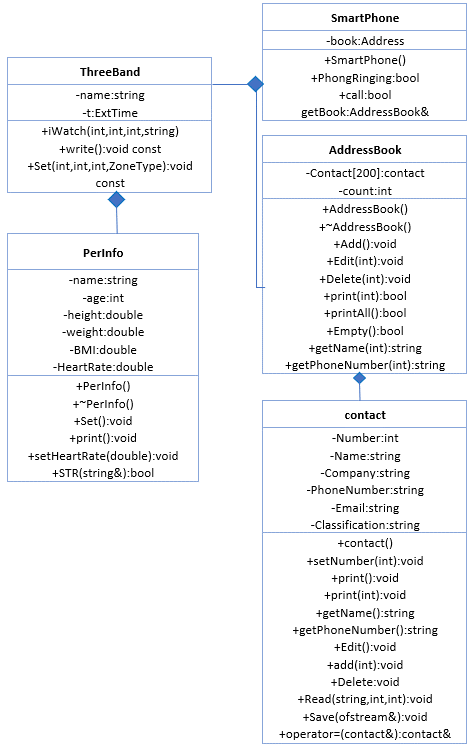 SmartPhone
-book:Address
+SmartPhone()
+PhongRinging:bool
+call:bool
getBook:AddressBook&
ThreeBand
-name:string
-t:ExtTime
+iWatch(int,int,int,string)
+write():void const
+Set(int,int,int,ZoneType):void
const
AddressBook
-Contact[200]:contact
-count:int
+AddressBook()
+~AddressBook()
+Add():void
+Edit(int):void
+Delete(int):void
+print(int):bool
+printAll():bool
+Empty():bool
+getName(int):string
+getPhoneNumber(int):string
PerInfo
-name:string
-age:int
-height:double
-weight:double
-BMI:double
-HeartRate:double
+PerInfo()
+~PerInfo()
+Set():void
+print():void
+setHeartRate(double):void
+STR(string&):bool
contact
-Number:int
-Name:string
-Company:string
-PhoneNumber:string
-Email:string
-Classification:string
+contact()
+setNumber(int):void
+print():void
+print(int):void
+getName():string
+getPhoneNumber():string
+Edit():void
+add(int):void
+Delete:void
+Read(string,int,int):void
+Save(ofstream&):void
+operator=(contact&):contact&